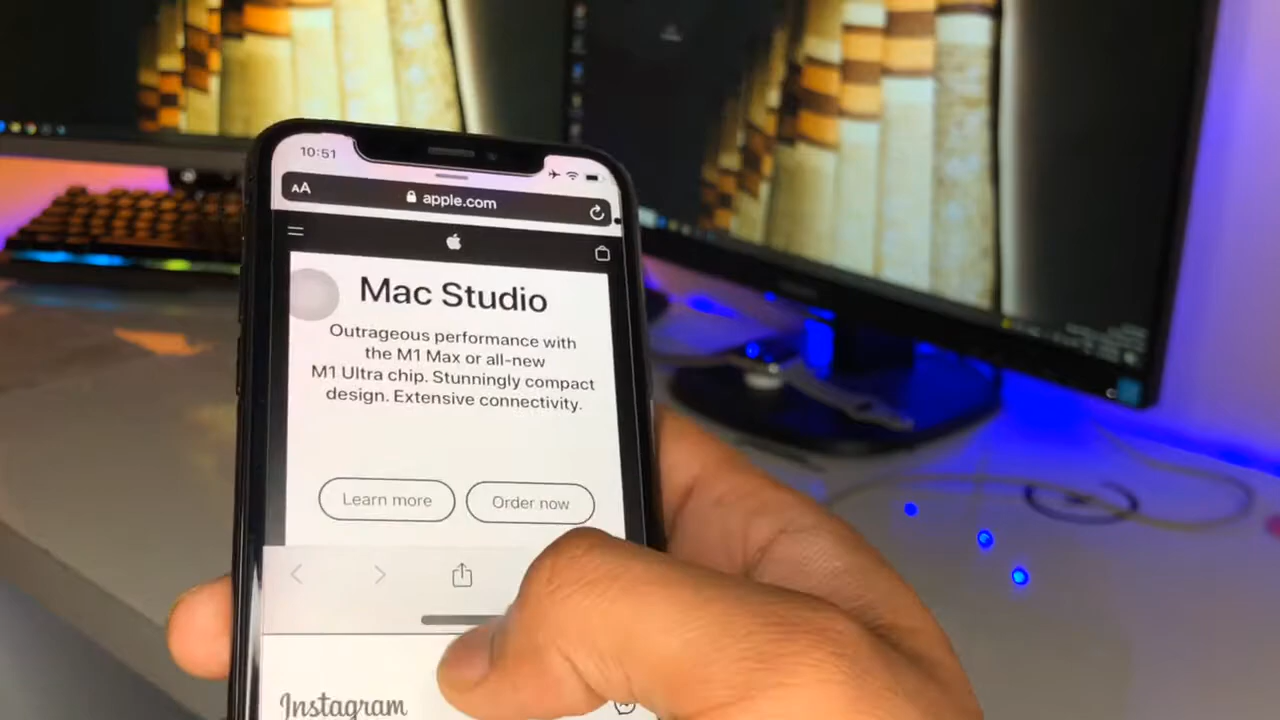 10:51
AA
apple.com
Mac Studio
Outrageous performance with
the M1 Max or all-new
M1 Ultra chip. Stunningly compact
design. Extensive connectivity.
Learn more Order now
Instagram